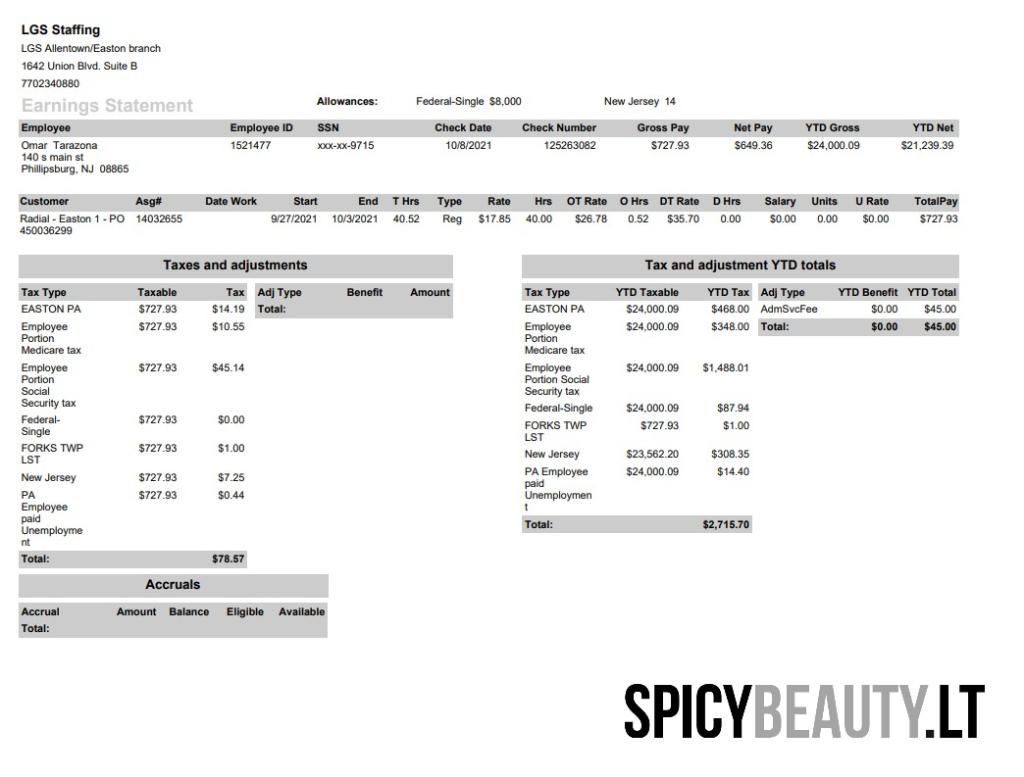 LGS Staffing
LGS Allentown/Easton branch
1642 Union Blvd. Suite B
7702340880
Earnings Statement Allowances: Federal-Single $8,000 New Jersey 14
Employee Employee ID SSN Check Date Check Number Gross Pay Net Pay YTD Gross YTD Net
Omar Tarazona 1521477 xxx-xx-9715 10/8/2021 125263082 $727.93 $649.36 $24,000.09 $21,239.39
140 s main st
Phillipsburg, NJ 08865
Customer Asg# Date Work Start End T Hrs Type Rate Hrs OT Rate O Hrs DT Rate D Hrs Salary Units U Rate TotalPay
Radial - Easton 1 - PO 14032655 9/27/2021 10/3/2021 40.52 Reg $17.85 40.00 $26.78 0.52 $35.70 0.00 $0.00 0.00 $0.00 $727.93
450036299
Taxes and adjustments
Tax Type Taxable Tax Adj Type Benefit Amount
EASTON PA $727.93 $14.19 Total:
Employee $727.93 $10.55
Portion
Medicare tax
Employee $727.93 $45.14
Portion
Social
Security tax
Federal- $727.93 $0.00
Single
FORKS TWP $727.93 $1.00
LST
New Jersey $727.93 $7.25
PA $727.93 $0.44
Employee
paid
Unemployme
nt
Total: $78.57
Tax and adjustment YTD totals
Tax Type YTD Taxable YTD Tax Adj Type YTD Benefit YTD Total
EASTON PA $24,000.09 $468.00 AdmSvcFee $0.00 $45.00
Employee $24,000.09 $348.00 Total: $0.00 $45.00
Portion
Medicare tax
Employee $24,000.09 $1,488.01
Portion Social
Security tax
Federal-Single $24,000.09 $87.94
FORKS TWP $727.93 $1.00
LST
New Jersey $23,562.20 $308.35
PA Employee $24,000.09 $14.40
paid
Unemploymen
t
Total: $2,715.70
Accruals
Accrual Amount Balance Eligible Available
Total:
SPICYBEAUTY.LT